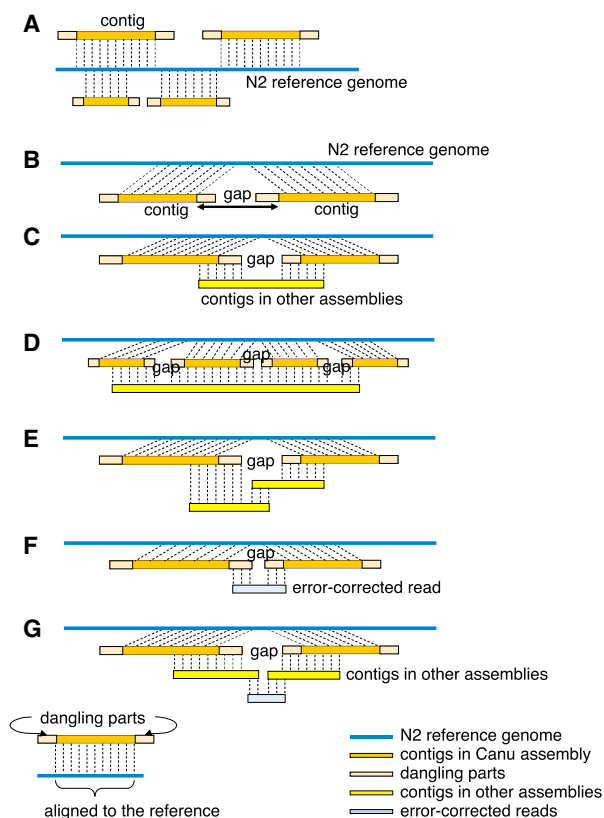 A
contig
N2 reference genome
B
N2 reference genome
gap
contig
contig
C
gap
contigs in other assemblies
D
gap
gap
gap
E
gap
F
gap
error-corrected read
G
gap
contigs in other assemblies
dangling parts
aligned to the reference
N2 reference genome
contigs in Canu assembly
dangling parts
contigs in other assemblies
error-corrected reads